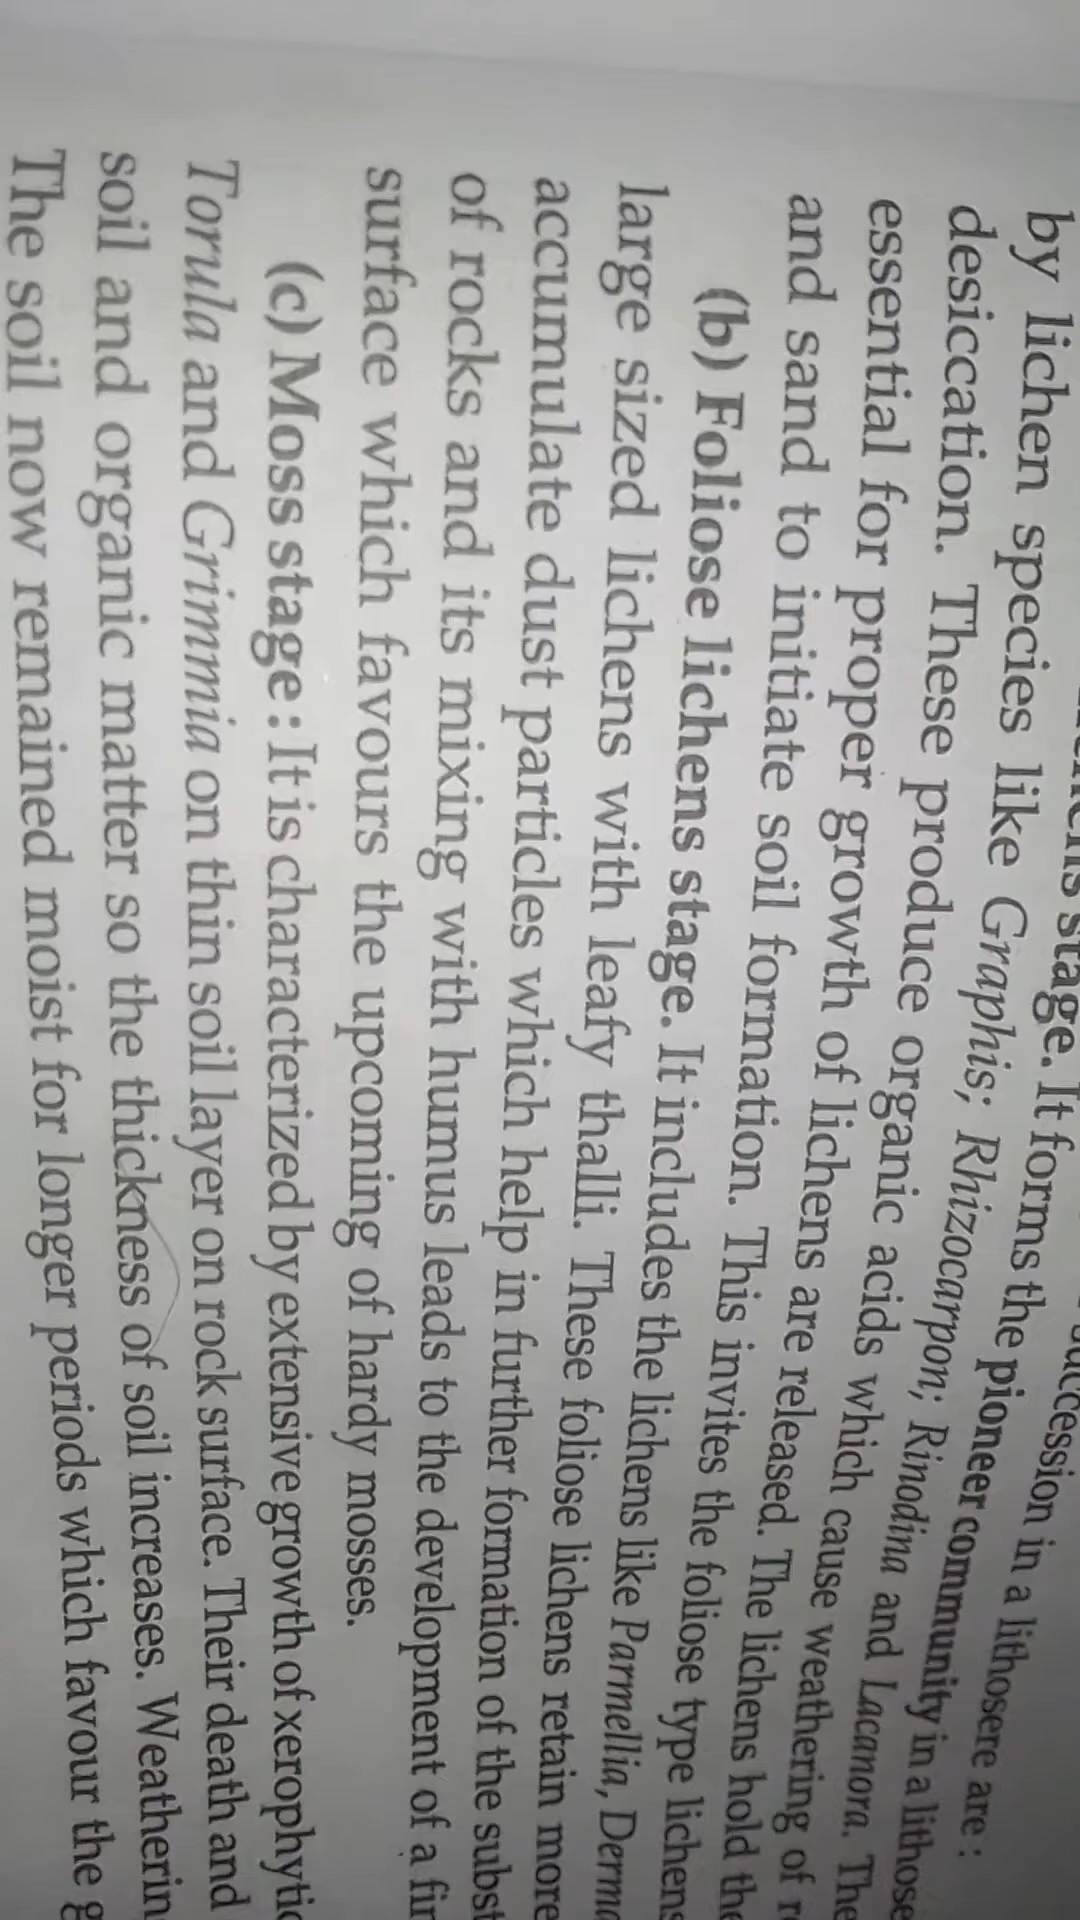 succession in a lithosere are :
stage. It forms the pioneer community in a lithose
by lichen species like Graphis; Rhizocarpon; Rinodina and Lacanora. The
desiccation. These produce organic acids which cause weathering of
essential for proper growth of lichens are released. The lichens hold the
and sand to initiate soil formation. This invites the foliose type lichens
(b) Foliose lichens stage. It includes the lichens like Parmellia, Derma
large sized lichens with leafy thalli. These foliose lichens retain more
accumulate dust particles which help in further formation of the subst
of rocks and its mixing with humus leads to the development of a fin
surface which favours the upcoming of hardy mosses.
(c) Moss stage : It is characterized by extensive growth of xerophytic
Torula and Grimmia on thin soil layer on rock surface. Their death and
soil and organic matter so the thickness of soil increases. Weatherin
The soil now remained moist for longer periods which favour the g